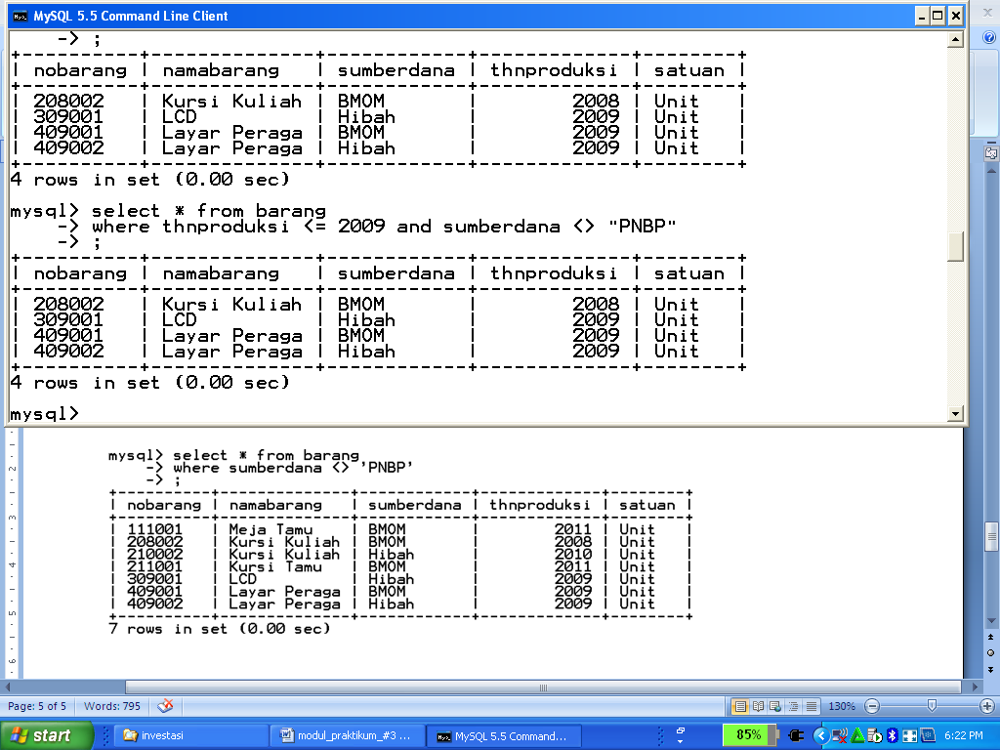 MySQL 5.5 Command Line Client
    -> ;
+----------+--------------+------------+-------------+--------+
| nobarang | namabarang   | sumberdana | thnproduksi | satuan |
+----------+--------------+------------+-------------+--------+
| 208002   | Kursi Kuliah | BMOM       |        2008 | Unit   |
| 309001   | LCD          | Hibah      |        2009 | Unit   |
| 409001   | Layar Peraga | BMOM       |        2009 | Unit   |
| 409002   | Layar Peraga | Hibah      |        2009 | Unit   |
+----------+--------------+------------+-------------+--------+
4 rows in set (0.00 sec)
mysql> select * from barang
    -> where thnproduksi <= 2009 and sumberdana <> "PNBP"
    -> ;
+----------+--------------+------------+-------------+--------+
| nobarang | namabarang   | sumberdana | thnproduksi | satuan |
+----------+--------------+------------+-------------+--------+
| 208002   | Kursi Kuliah | BMOM       |        2008 | Unit   |
| 309001   | LCD          | Hibah      |        2009 | Unit   |
| 409001   | Layar Peraga | BMOM       |        2009 | Unit   |
| 409002   | Layar Peraga | Hibah      |        2009 | Unit   |
+----------+--------------+------------+-------------+--------+
4 rows in set (0.00 sec)
mysql>
mysql> select * from barang
    -> where sumberdana <> 'PNBP'
    -> ;
+----------+--------------+------------+-------------+--------+
| nobarang | namabarang   | sumberdana | thnproduksi | satuan |
+----------+--------------+------------+-------------+--------+
| 111001   | Meja Tamu    | BMOM       |        2011 | Unit   |
| 208002   | Kursi Kuliah | BMOM       |        2008 | Unit   |
| 210002   | Kursi Kuliah | Hibah      |        2010 | Unit   |
| 211001   | Kursi Tamu   | BMOM       |        2011 | Unit   |
| 309001   | LCD          | Hibah      |        2009 | Unit   |
| 409001   | Layar Peraga | BMOM       |        2009 | Unit   |
| 409002   | Layar Peraga | Hibah      |        2009 | Unit   |
+----------+--------------+------------+-------------+--------+
7 rows in set (0.00 sec)
2
3
4
5
6
Page: 5 of 5 Words: 795 130%
start investasi modul_praktikum_#3 ... MySQL 5.5 Command... 85% 6:22 PM